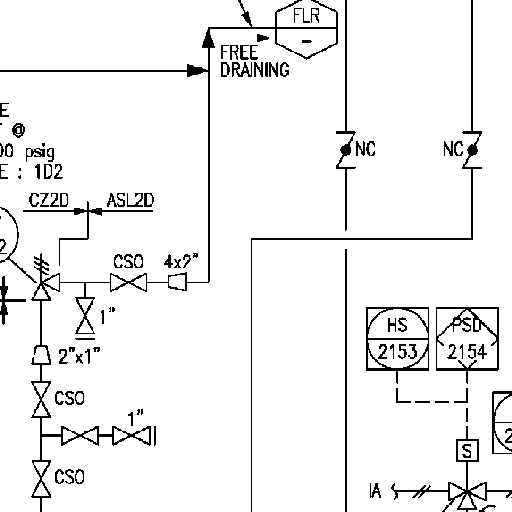 FLR
-
FREE
DRAINING
E
@
00 psig
E : 1D2
NC
NC
CZ2D
ASL2D
2
CSO
4x2"
1"
2"x1"
HS
2153
PSD
2154
CSO
1"
2
S
CSO
IA